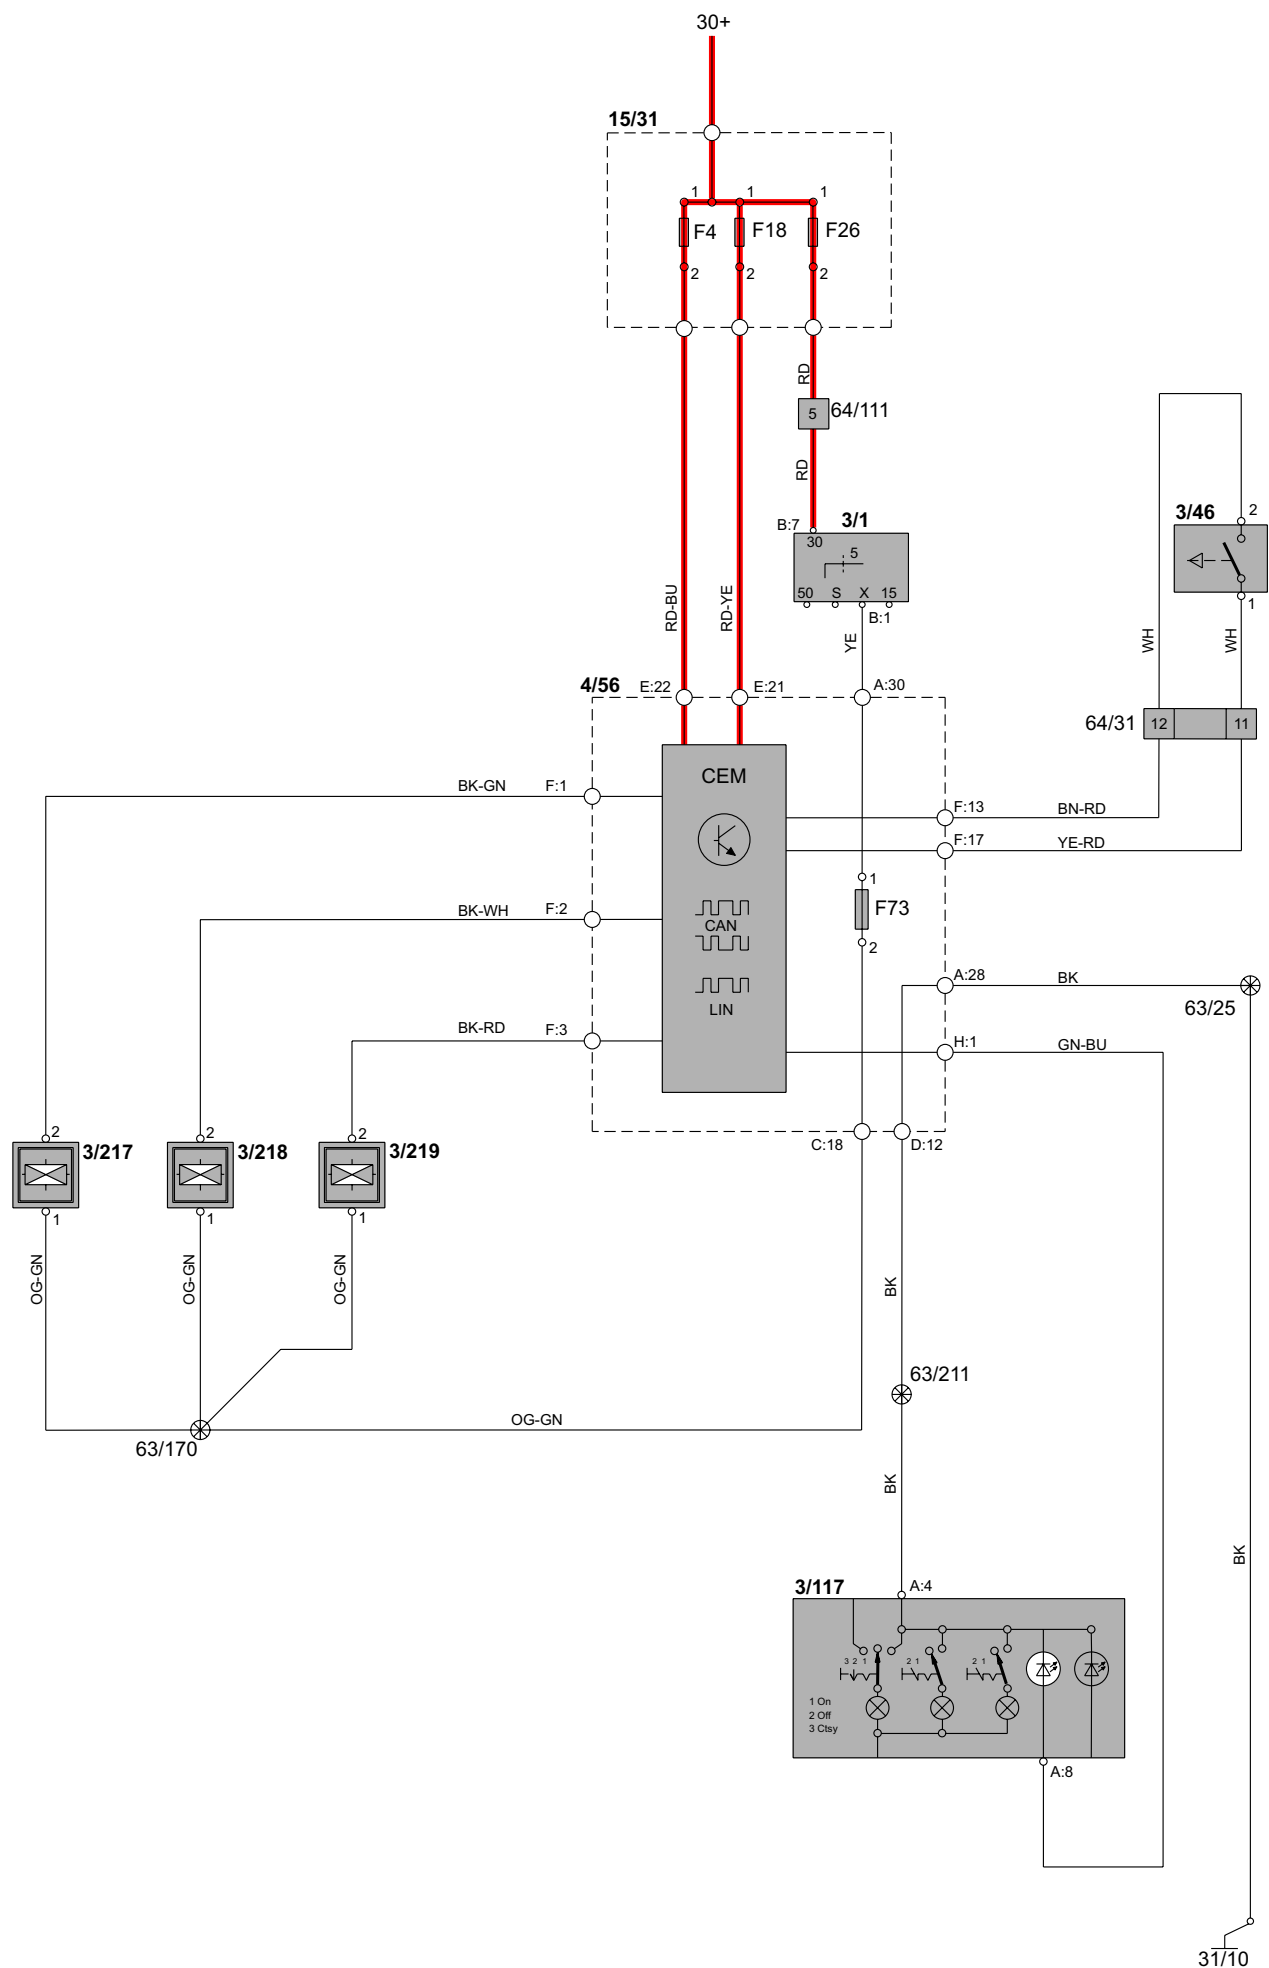 30+
15/31
1 1 1
F4 F18 F26
2 2 2
RD
5 64/111
RD
B:7 3/1
30
5
50 S X 15
B:1
3/46 2
1
RD-BU RD-YE YE WH WH
4/56 E:22 E:21 A:30
64/31 12 11
CEM
BK-GN F:1
F:13 BN-RD
F:17 YE-RD
1
F73
2
BK-WH F:2
CAN
LIN
A:28 BK
63/25
BK-RD F:3
H:1 GN-BU
C:18 D:12
2 3/217 2 3/218 2 3/219
1 1 1
OG-GN OG-GN OG-GN BK
63/211
OG-GN
63/170
BK
BK
3/117 A:4
3 2 1 2 1 2 1
1 On
2 Off
3 Ctsy
A:8
31/10